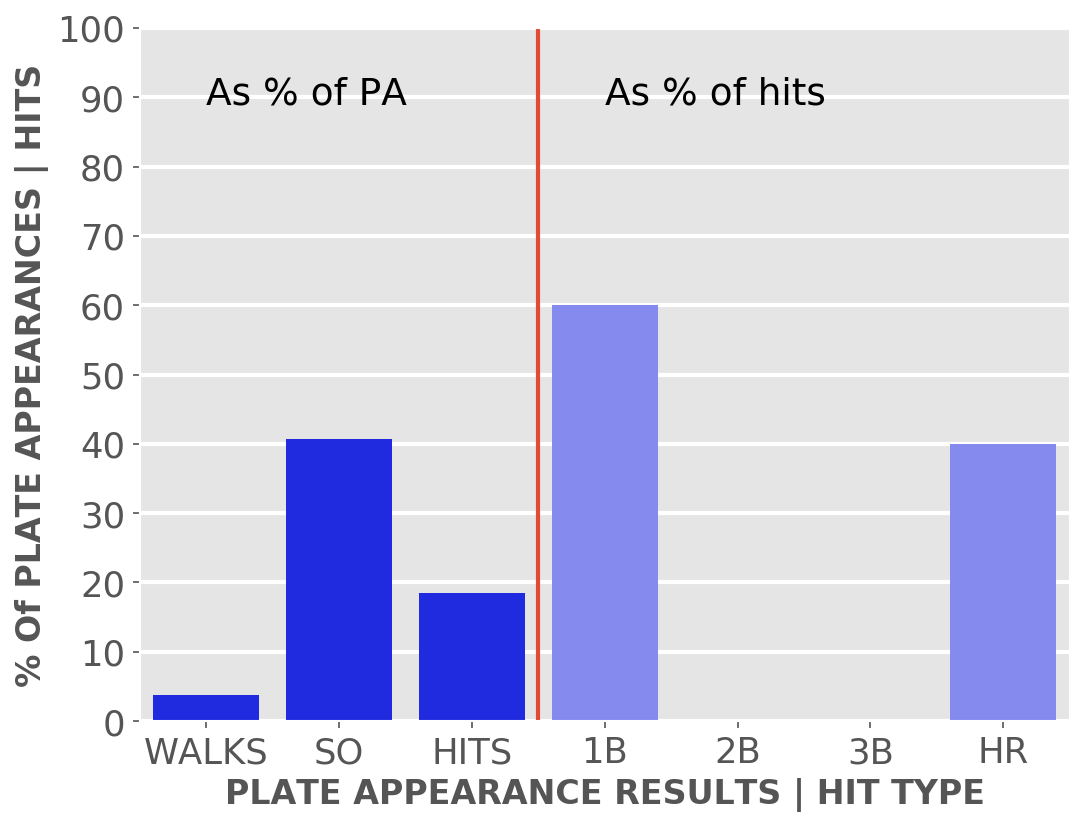 % Of PLATE APPEARANCES | HITS
100
90
80
70
60
50
40
30
20
10
0
As % of PA
As % of hits
WALKS SO HITS 1B 2B 3B HR
PLATE APPEARANCE RESULTS | HIT TYPE